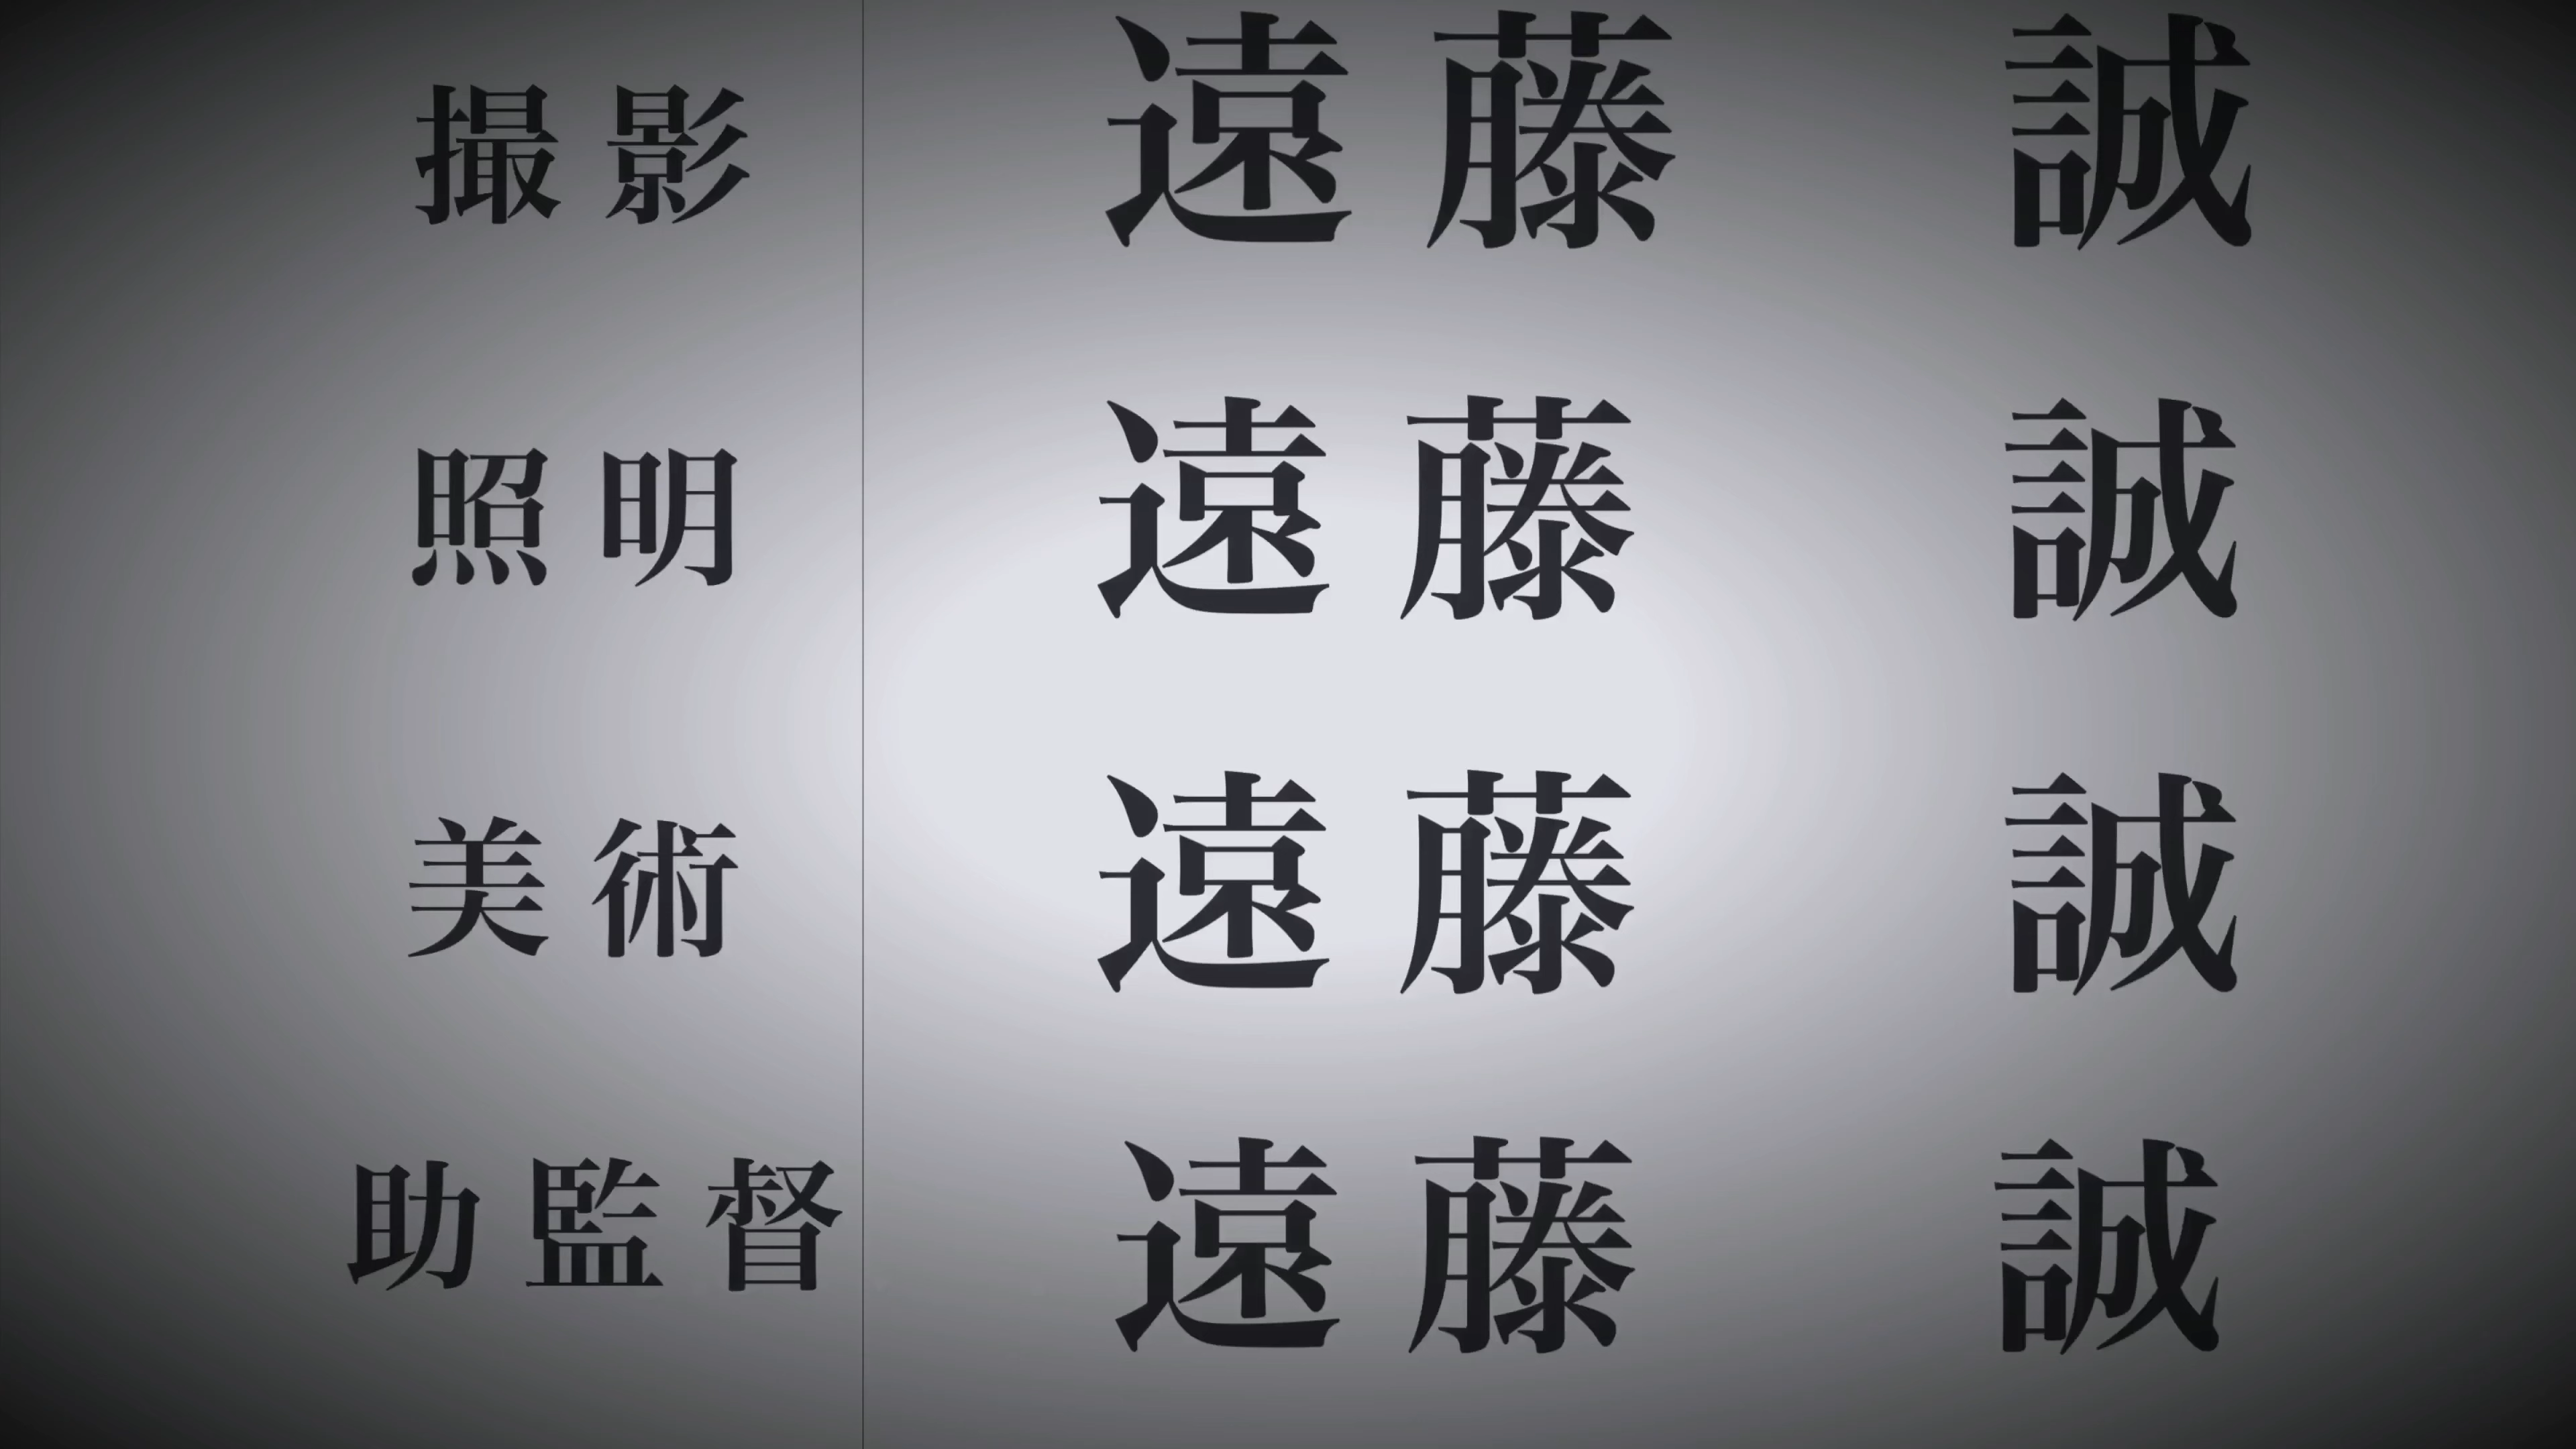 撮影 遠藤 誠
照明 遠藤 誠
美術 遠藤 誠
助監督 遠藤 誠